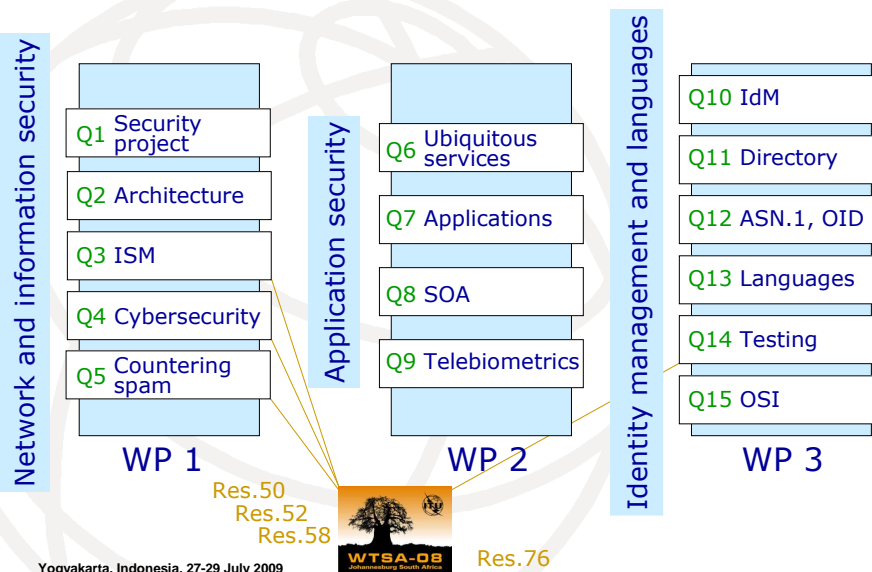 Network and information security
Q1 Security
project
Q2 Architecture
Q3 ISM
Q4 Cybersecurity
Q5 Countering
spam
WP 1
Application security
Q6 Ubiquitous
services
Q7 Applications
Q8 SOA
Q9 Telebiometrics
WP 2
Identity management and languages
Q10 IdM
Q11 Directory
Q12 ASN.1, OID
Q13 Languages
Q14 Testing
Q15 OSI
WP 3
Res.50
Res.52
Res.58
ITU
WTSA-08
Johannesburg South Africa
Res.76
Yogyakarta, Indonesia, 27-29 July 2009